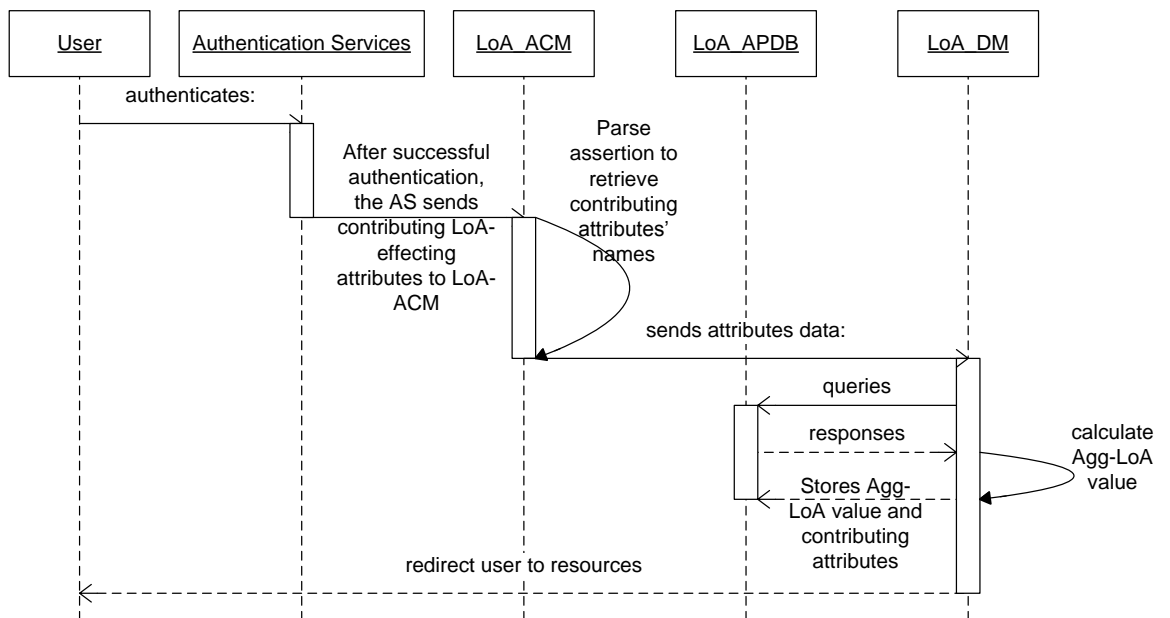 User
Authentication Services
LoA_ACM
LoA_APDB
LoA_DM
authenticates:
After successful
authentication,
the AS sends
contributing LoA-
effecting
attributes to LoA-
ACM
Parse
assertion to
retrieve
contributing
attributes’
names
sends attributes data:
queries
responses
calculate
Agg-LoA
value
Stores Agg-
LoA value and
contributing
attributes
redirect user to resources